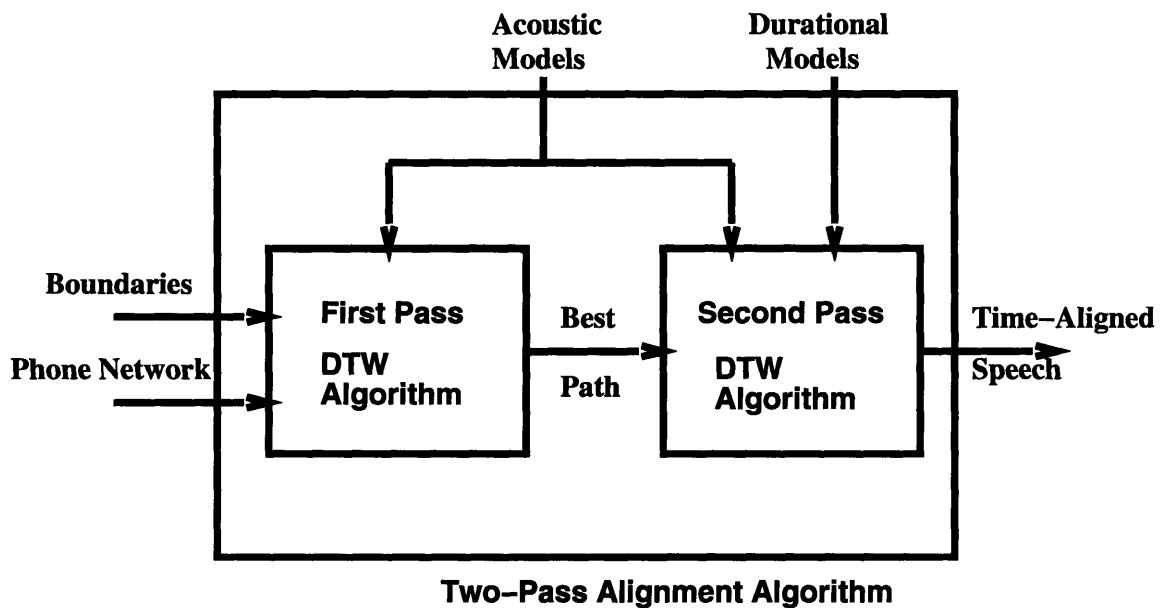 Acoustic
Models
Durational
Models
Boundaries
Phone Network
First Pass
DTW
Algorithm
Best
Path
Second Pass
DTW
Algorithm
Time–Aligned
Speech
Two–Pass Alignment Algorithm